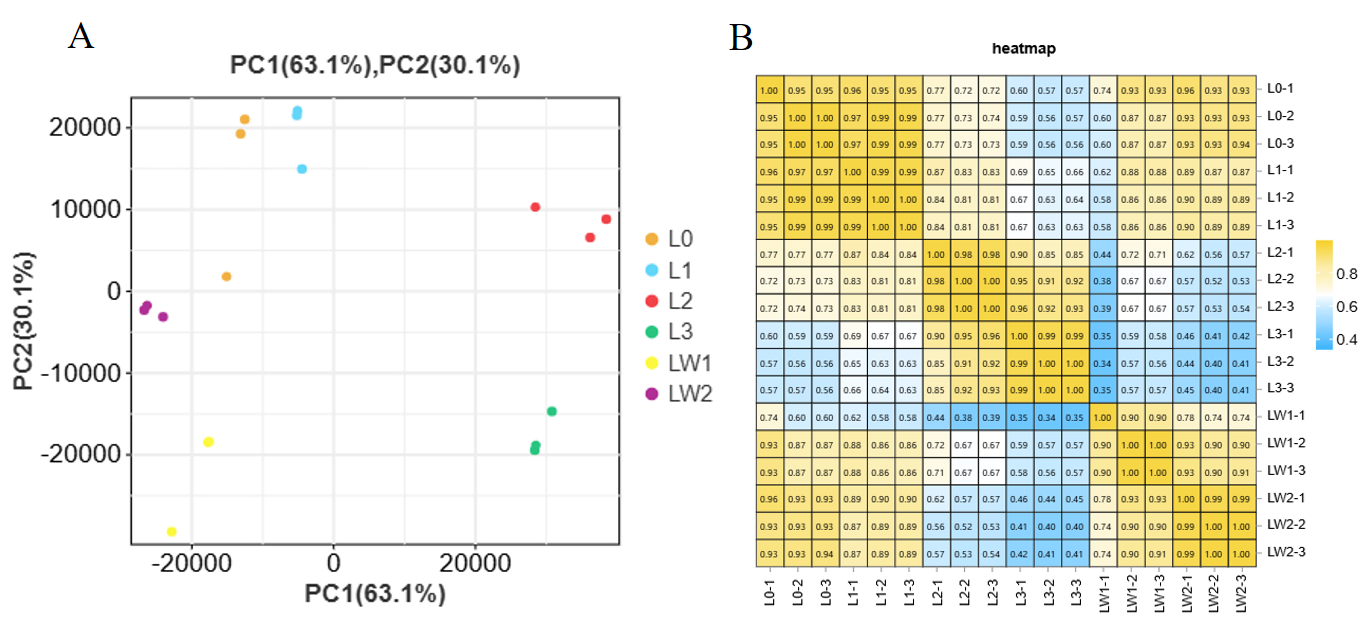 A
PC1(63.1%),PC2(30.1%)
PC2(30.1%)
20000
10000
0
-10000
-20000
-20000 0 20000
PC1(63.1%)
L0
L1
L2
L3
LW1
LW2
B
heatmap
1.00 0.95 0.95 0.96 0.95 0.95 0.77 0.72 0.72 0.60 0.57 0.57 0.74 0.93 0.93 0.96 0.93 0.93 L0-1
0.95 1.00 1.00 0.97 0.99 0.99 0.77 0.73 0.74 0.59 0.56 0.57 0.60 0.87 0.87 0.93 0.93 0.93 L0-2
0.95 1.00 1.00 0.97 0.99 0.99 0.77 0.73 0.73 0.59 0.56 0.56 0.60 0.87 0.87 0.93 0.93 0.94 L0-3
0.96 0.97 0.97 1.00 0.99 0.99 0.87 0.83 0.83 0.69 0.65 0.66 0.62 0.88 0.88 0.89 0.87 0.87 L1-1
0.95 0.99 0.99 0.99 1.00 1.00 0.84 0.81 0.81 0.67 0.63 0.64 0.58 0.86 0.86 0.90 0.89 0.89 L1-2
0.95 0.99 0.99 0.99 1.00 1.00 0.84 0.81 0.81 0.67 0.63 0.63 0.58 0.86 0.86 0.90 0.89 0.89 L1-3
0.77 0.77 0.77 0.87 0.84 0.84 1.00 0.98 0.98 0.90 0.85 0.85 0.44 0.72 0.71 0.62 0.56 0.57 L2-1
0.72 0.73 0.73 0.83 0.81 0.81 0.98 1.00 1.00 0.95 0.91 0.92 0.38 0.67 0.67 0.57 0.52 0.53 L2-2
0.72 0.74 0.73 0.83 0.81 0.81 0.98 1.00 1.00 0.96 0.92 0.93 0.39 0.67 0.67 0.57 0.53 0.54 L2-3
0.60 0.59 0.59 0.69 0.67 0.67 0.90 0.95 0.96 1.00 0.99 0.99 0.35 0.59 0.58 0.46 0.41 0.42 L3-1
0.57 0.56 0.56 0.65 0.63 0.63 0.85 0.91 0.92 0.99 1.00 1.00 0.34 0.57 0.56 0.44 0.40 0.41 L3-2
0.57 0.57 0.56 0.66 0.64 0.63 0.85 0.92 0.93 0.99 1.00 1.00 0.35 0.57 0.57 0.45 0.40 0.41 L3-3
0.74 0.60 0.60 0.62 0.58 0.58 0.44 0.38 0.39 0.35 0.34 0.35 1.00 0.90 0.90 0.78 0.74 0.74 LW1-1
0.93 0.87 0.87 0.88 0.86 0.86 0.72 0.67 0.67 0.59 0.57 0.57 0.90 1.00 1.00 0.93 0.90 0.90 LW1-2
0.93 0.87 0.87 0.88 0.86 0.86 0.71 0.67 0.67 0.58 0.56 0.57 0.90 1.00 1.00 0.93 0.90 0.91 LW1-3
0.96 0.93 0.93 0.89 0.90 0.90 0.62 0.57 0.57 0.46 0.44 0.45 0.78 0.93 0.93 1.00 0.99 0.99 LW2-1
0.93 0.93 0.93 0.87 0.89 0.89 0.56 0.52 0.53 0.41 0.40 0.40 0.74 0.90 0.90 0.99 1.00 1.00 LW2-2
0.93 0.93 0.94 0.87 0.89 0.89 0.57 0.53 0.54 0.42 0.41 0.41 0.74 0.90 0.91 0.99 1.00 1.00 LW2-3
L0-1 L0-2 L0-3 L1-1 L1-2 L1-3 L2-1 L2-2 L2-3 L3-1 L3-2 L3-3 LW1-1 LW1-2 LW1-3 LW2-1 LW2-2 LW2-3
0.8
0.6
0.4